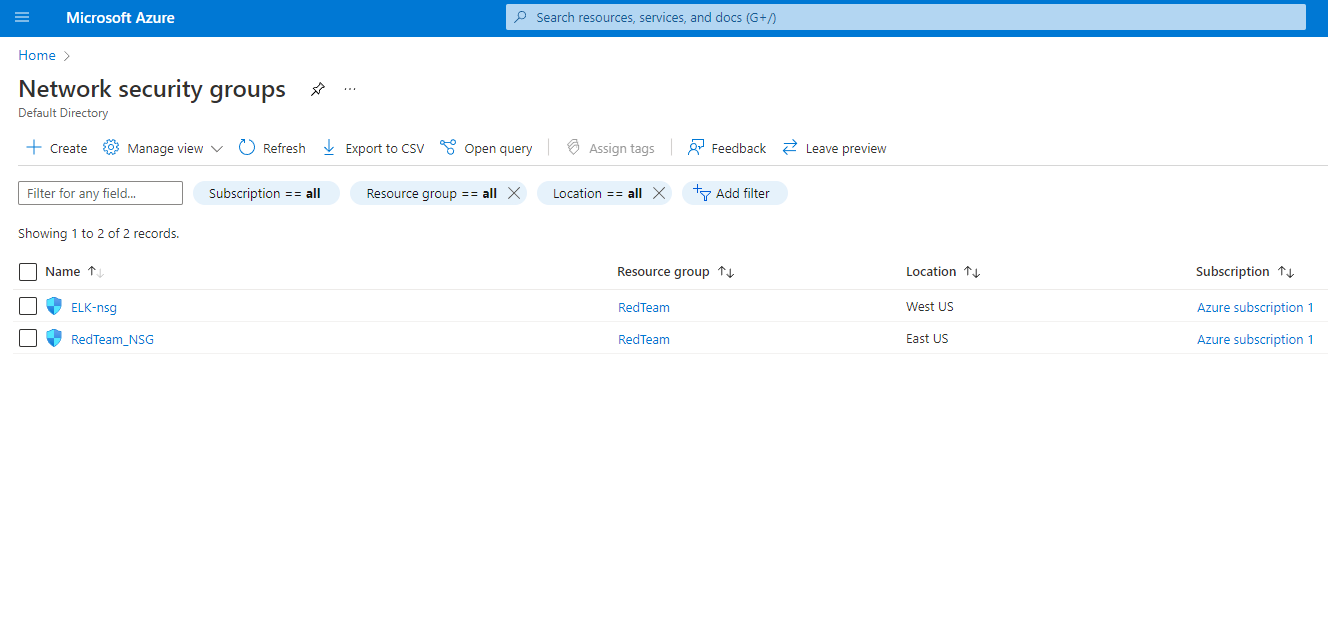 Microsoft Azure
Search resources, services, and docs (G+/)
Home
Network security groups
...
Default Directory
Create Manage view Refresh Export to CSV Open query Assign tags Feedback Leave preview
Filter for any field... Subscription == all Resource group == all Location == all Add filter
Showing 1 to 2 of 2 records.
Name Resource group Location Subscription
ELK-nsg RedTeam West US Azure subscription 1
RedTeam_NSG RedTeam East US Azure subscription 1